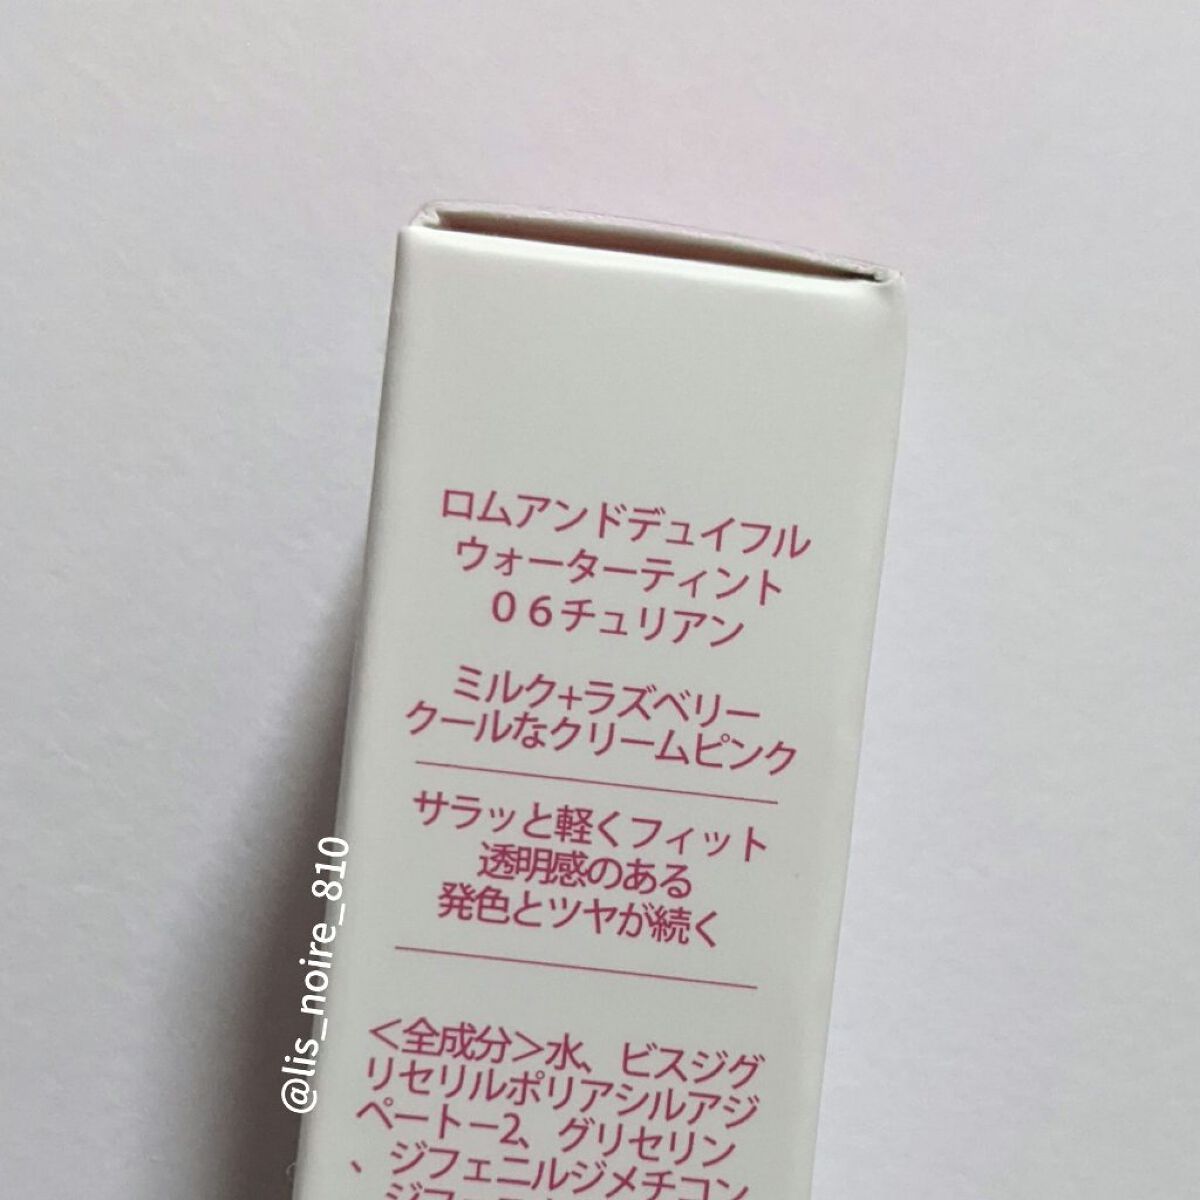 ロムアンドデュイフル
ウォーターティント
０６チュリアン
ミルク+ラズベリー
クールなクリームピンク
サラッと軽くフィット
透明感のある
発色とツヤが続く
＜全成分＞水、ビスジグ
リセリルポリアシルアジ
ペートー2、グリセリン
、ジフェニルジメチコン
@lis_noire_810